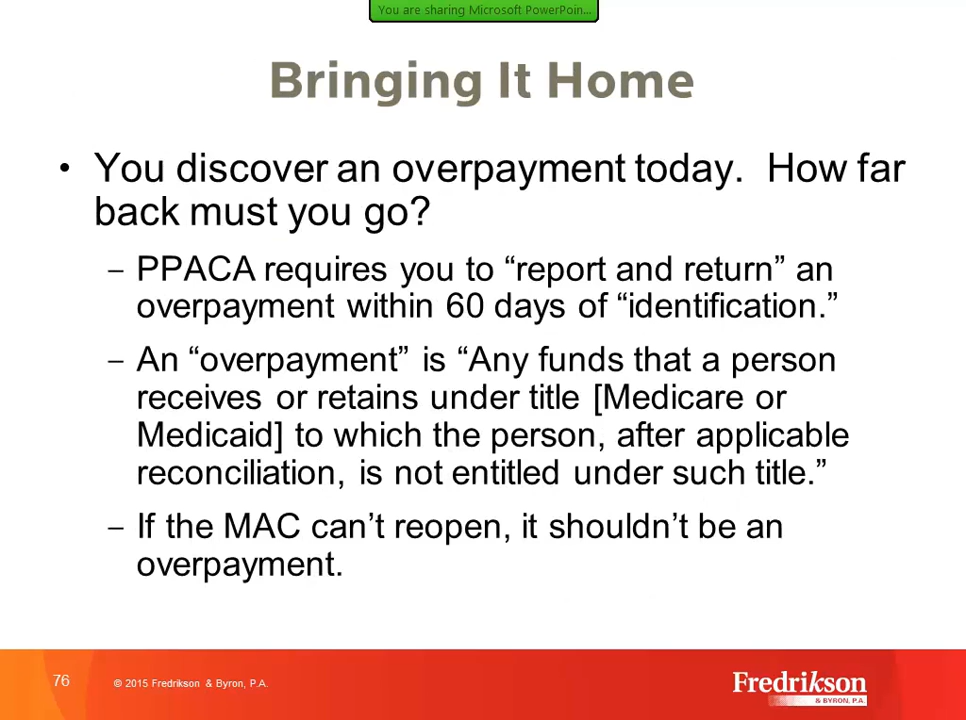 You are sharing Microsoft PowerPoin...
Bringing It Home
• You discover an overpayment today.  How far
back must you go?
– PPACA requires you to “report and return” an
overpayment within 60 days of “identification.”
– An “overpayment” is “Any funds that a person
receives or retains under title [Medicare or
Medicaid] to which the person, after applicable
reconciliation, is not entitled under such title.”
– If the MAC can’t reopen, it shouldn’t be an
overpayment.
76
© 2015 Fredrikson & Byron, P.A.
Fredrikson
& BYRON, P.A.